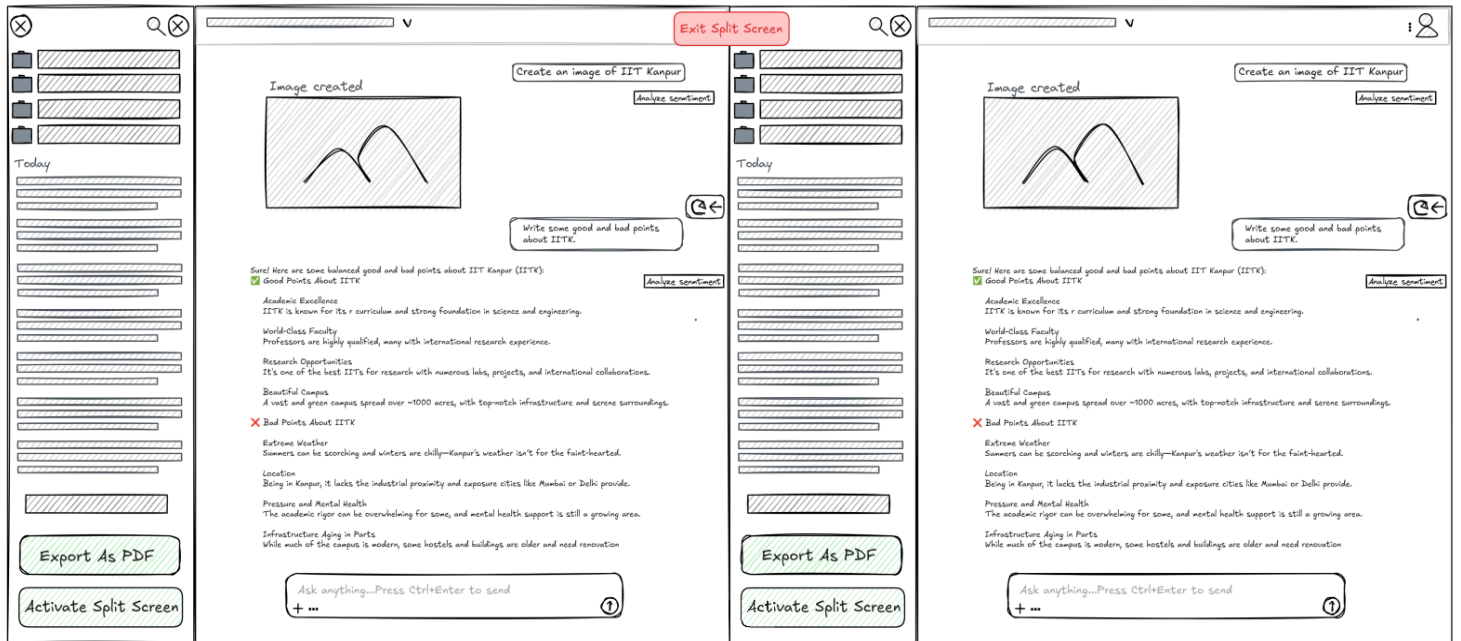 Exit Split Screen
Create an image of IIT Kanpur
Image created
Analyze senmtiment
Today
Write some good and bad points
about IITK.
Sure! Here are some balanced good and bad points about IIT Kanpur (IITK):
✅ Good Points About IITK
Analyze senmtiment
Academic Excellence
IITK is known for its r curriculum and strong foundation in science and engineering.
World-Class Faculty
Professors are highly qualified, many with international research experience.
Research Opportunities
It's one of the best IITs for research with numerous labs, projects, and international collaborations.
Beautiful Campus
A vast and green campus spread over ~1000 acres, with top-notch infrastructure and serene surroundings.
❌ Bad Points About IITK
Extreme Weather
Summers can be scorching and winters are chilly—Kanpur's weather isn't for the faint-hearted.
Location
Being in Kanpur, it lacks the industrial proximity and exposure cities like Mumbai or Delhi provide.
Pressure and Mental Health
The academic rigor can be overwhelming for some, and mental health support is still a growing area.
Infrastructure Aging in Parts
While much of the campus is modern, some hostels and buildings are older and need renovation
Export As PDF
Ask anything...Press Ctrl+Enter to send
Activate Split Screen
Create an image of IIT Kanpur
Image created
Analyze senmtiment
Today
Write some good and bad points
about IITK.
Sure! Here are some balanced good and bad points about IIT Kanpur (IITK):
✅ Good Points About IITK
Analyze senmtiment
Academic Excellence
IITK is known for its r curriculum and strong foundation in science and engineering.
World-Class Faculty
Professors are highly qualified, many with international research experience.
Research Opportunities
It's one of the best IITs for research with numerous labs, projects, and international collaborations.
Beautiful Campus
A vast and green campus spread over ~1000 acres, with top-notch infrastructure and serene surroundings.
❌ Bad Points About IITK
Extreme Weather
Summers can be scorching and winters are chilly—Kanpur's weather isn't for the faint-hearted.
Location
Being in Kanpur, it lacks the industrial proximity and exposure cities like Mumbai or Delhi provide.
Pressure and Mental Health
The academic rigor can be overwhelming for some, and mental health support is still a growing area.
Infrastructure Aging in Parts
While much of the campus is modern, some hostels and buildings are older and need renovation
Export As PDF
Ask anything...Press Ctrl+Enter to send
Activate Split Screen